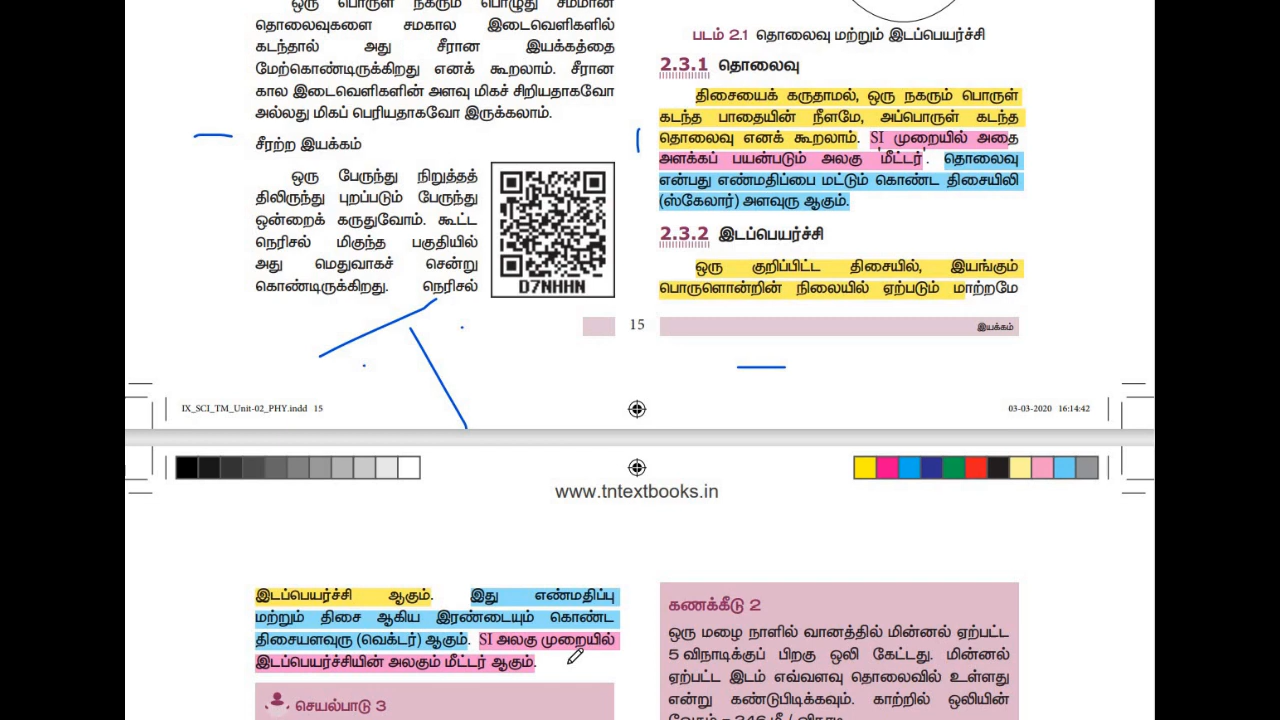 ஒரு பொருள் நகரும் பொழுது சமமான
தொலைவுகளை சமகால இடைவெளிகளில்
கடந்தால் அது சீரான இயக்கத்தை
மேற்கொண்டிருக்கிறது எனக் கூறலாம். சீரான
கால இடைவெளிகளின் அளவு மிகச் சிறியதாகவோ
அல்லது மிகப் பெரியதாகவோ இருக்கலாம்.
சீரற்ற இயக்கம்
ஒரு பேருந்து நிறுத்தத்
திலிருந்து புறப்படும் பேருந்து
ஒன்றைக் கருதுவோம். கூட்ட
நெரிசல் மிகுந்த பகுதியில்
அது மெதுவாகச் சென்று
கொண்டிருக்கிறது. நெரிசல்
D7NHHN
படம் 2.1 தொலைவு மற்றும் இடப்பெயர்ச்சி
2.3.1 தொலைவு
திசையைக் கருதாமல், ஒரு நகரும் பொருள்
கடந்த பாதையின் நீளமே, அப்பொருள் கடந்த
தொலைவு எனக் கூறலாம். SI முறையில் அதை
அளக்கப் பயன்படும் அலகு 'மீட்டர்'. தொலைவு
என்பது எண்மதிப்பை மட்டும் கொண்ட திசையிலி
(ஸ்கேலார்) அளவுரு ஆகும்.
2.3.2 இடப்பெயர்ச்சி
ஒரு குறிப்பிட்ட திசையில், இயங்கும்
பொருளொன்றின் நிலையில் ஏற்படும் மாற்றமே
15
இயக்கம்
IX_SCI_TM_Unit-02_PHY.indd 15
03-03-2020 16:14:42
www.tntextbooks.in
இடப்பெயர்ச்சி ஆகும். இது எண்மதிப்பு
மற்றும் திசை ஆகிய இரண்டையும் கொண்ட
திசையளவுரு (வெக்டர்) ஆகும். SI அலகு முறையில்
இடப்பெயர்ச்சியின் அலகும் மீட்டர் ஆகும்.
செயல்பாடு 3
கணக்கீடு 2
ஒரு மழை நாளில் வானத்தில் மின்னல் ஏற்பட்ட
5 விநாடிக்குப் பிறகு ஒலி கேட்டது. மின்னல்
ஏற்பட்ட இடம் எவ்வளவு தொலைவில் உள்ளது
என்று கண்டுபிடிக்கவும். காற்றில் ஒலியின்
வேகம் = 346 மீ / விநாடி